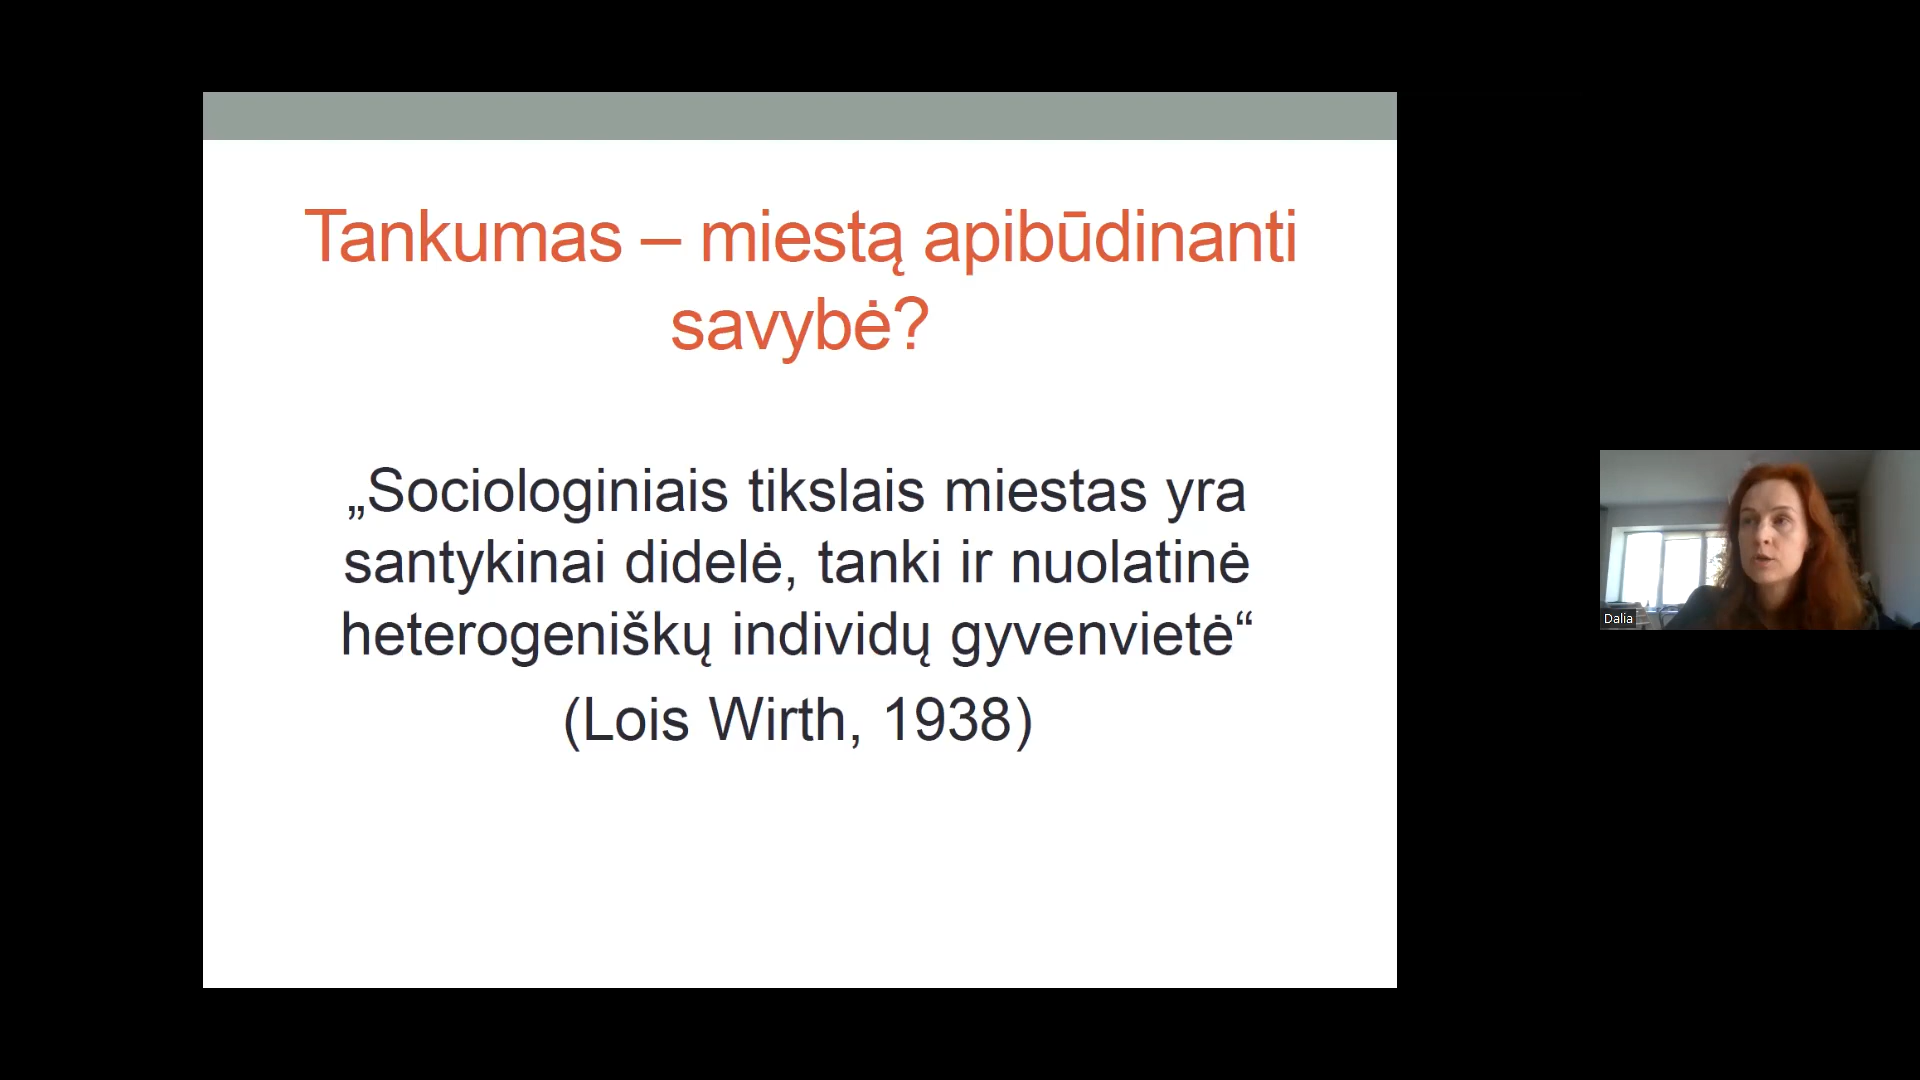 Tankumas – miestą apibūdinanti
savybė?
„Sociologiniais tikslais miestas yra
santykinai didelė, tanki ir nuolatinė
heterogeniškų individų gyvenvietė“
(Lois Wirth, 1938)
Dalia